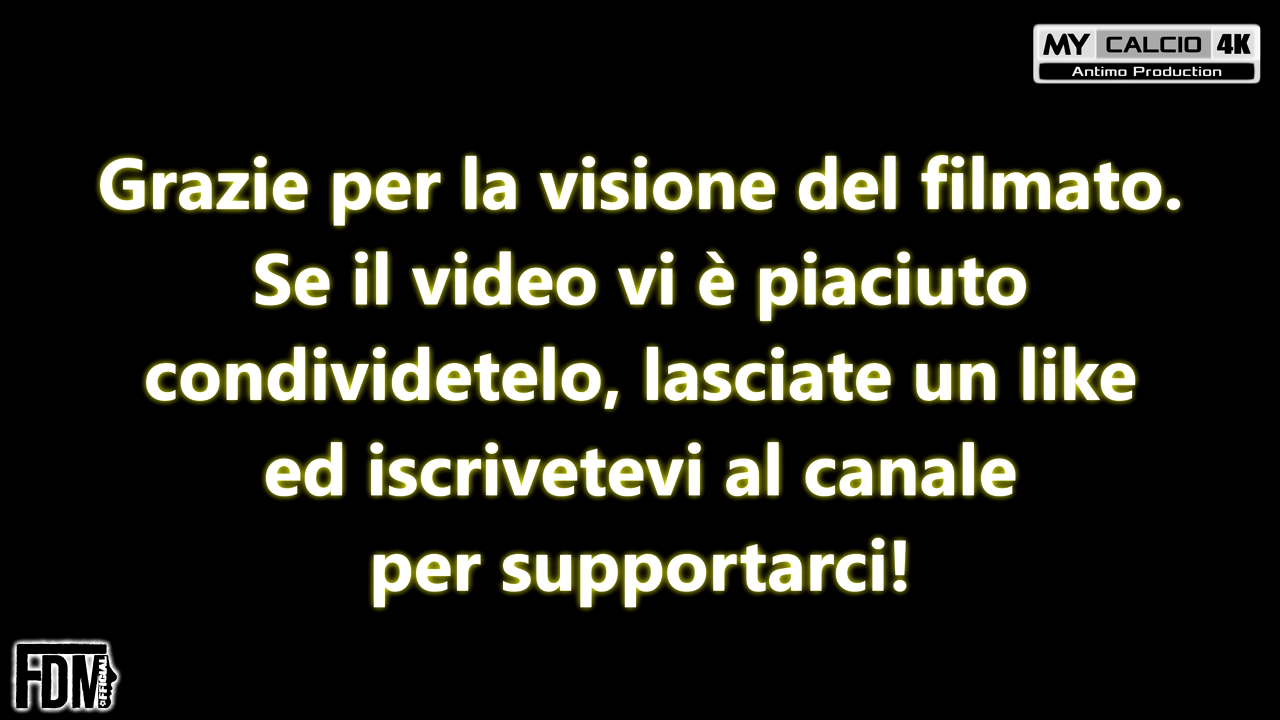 MY CALCIO 4K
Antimo Production
Grazie per la visione del filmato.
Se il video vi è piaciuto
condividetelo, lasciate un like
ed iscrivetevi al canale
per supportarci!
FDM
OFFICIAL